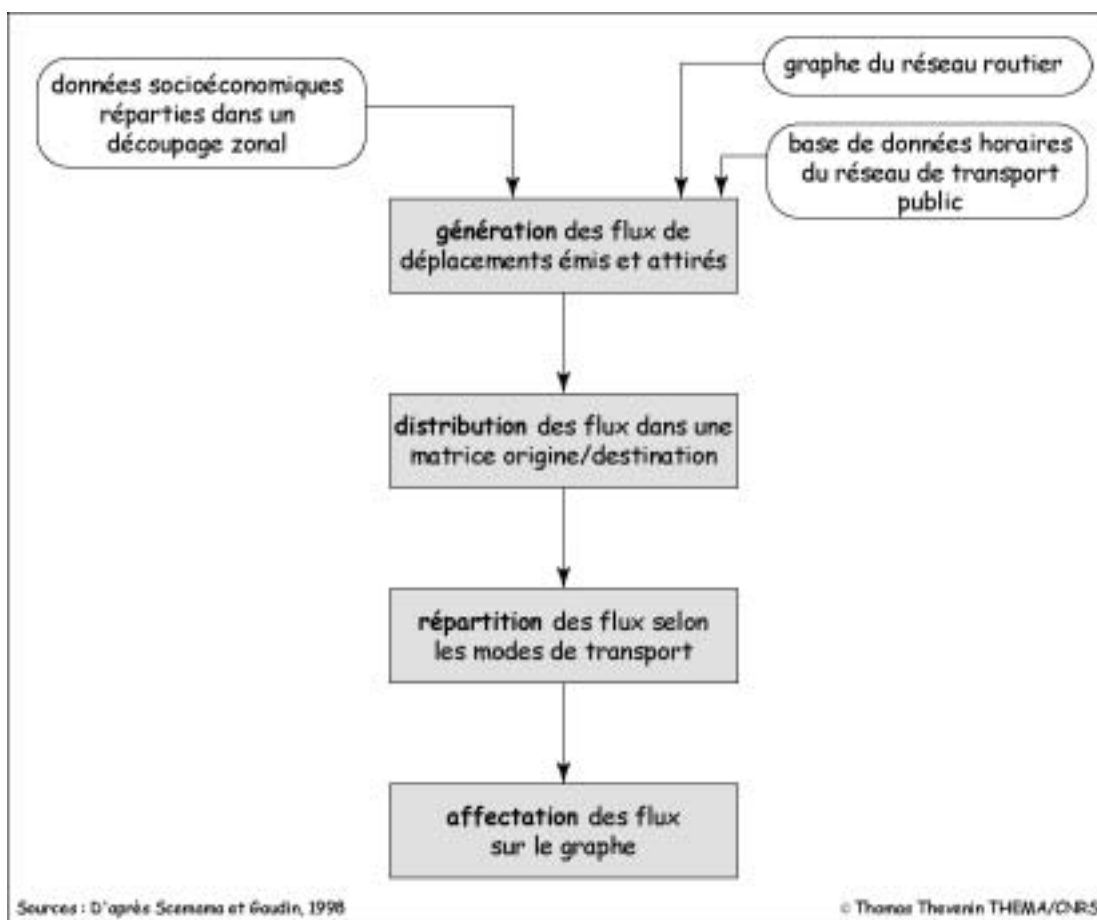 données socioéconomiques
réparties dans un
découpage zonal
graphe du réseau routier
base de données horaires
du réseau de transport
public
génération des flux de
déplacements émis et attirés
distribution des flux dans une
matrice origine/destination
répartition des flux selon
les modes de transport
affectation des flux
sur le graphe
Sources : D'après Scemama et Gaudin, 1998
© Thomas Thevenin THEMA/CNRS